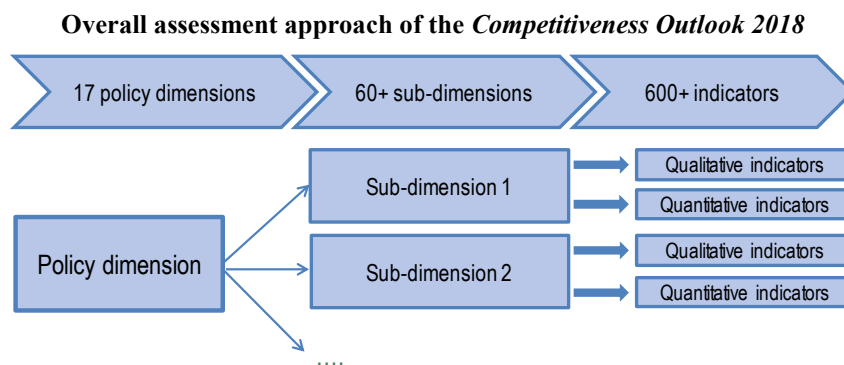 Overall assessment approach of the Competitiveness Outlook 2018
17 policy dimensions
60+ sub-dimensions
600+ indicators
Policy dimension
Sub-dimension 1
Qualitative indicators
Quantitative indicators
Sub-dimension 2
Qualitative indicators
Quantitative indicators
....